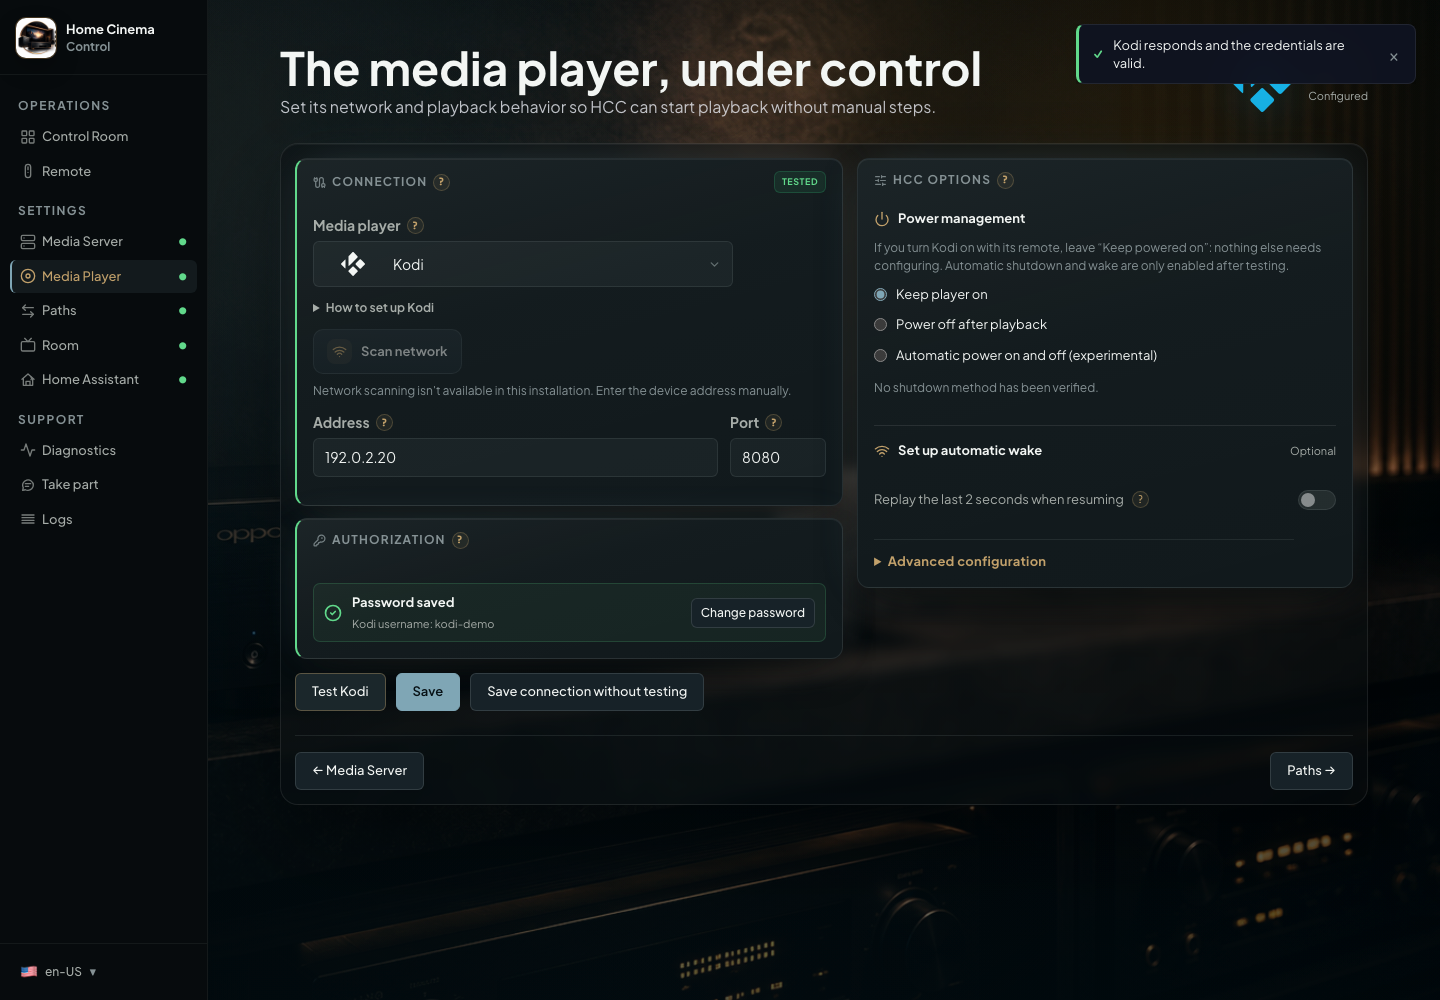 Home Cinema
Control
OPERATIONS
Control Room
Remote
SETTINGS
Media Server
Media Player
Paths
Room
Home Assistant
SUPPORT
Diagnostics
Take part
Logs
en-US ▾
The media player, under control
Set its network and playback behavior so HCC can start playback without manual steps.
Kodi responds and the credentials are
valid.
×
Configured
CONNECTION ?
TESTED
Media player ?
Kodi
▶ How to set up Kodi
Scan network
Network scanning isn't available in this installation. Enter the device address manually.
Address ?
Port ?
192.0.2.20
8080
AUTHORIZATION ?
Password saved
Kodi username: kodi-demo
Change password
Test Kodi
Save
Save connection without testing
← Media Server
Paths →
HCC OPTIONS ?
Power management
If you turn Kodi on with its remote, leave “Keep powered on”: nothing else needs
configuring. Automatic shutdown and wake are only enabled after testing.
Keep player on
Power off after playback
Automatic power on and off (experimental)
No shutdown method has been verified.
Set up automatic wake
Optional
Replay the last 2 seconds when resuming ?
▶ Advanced configuration
oppo